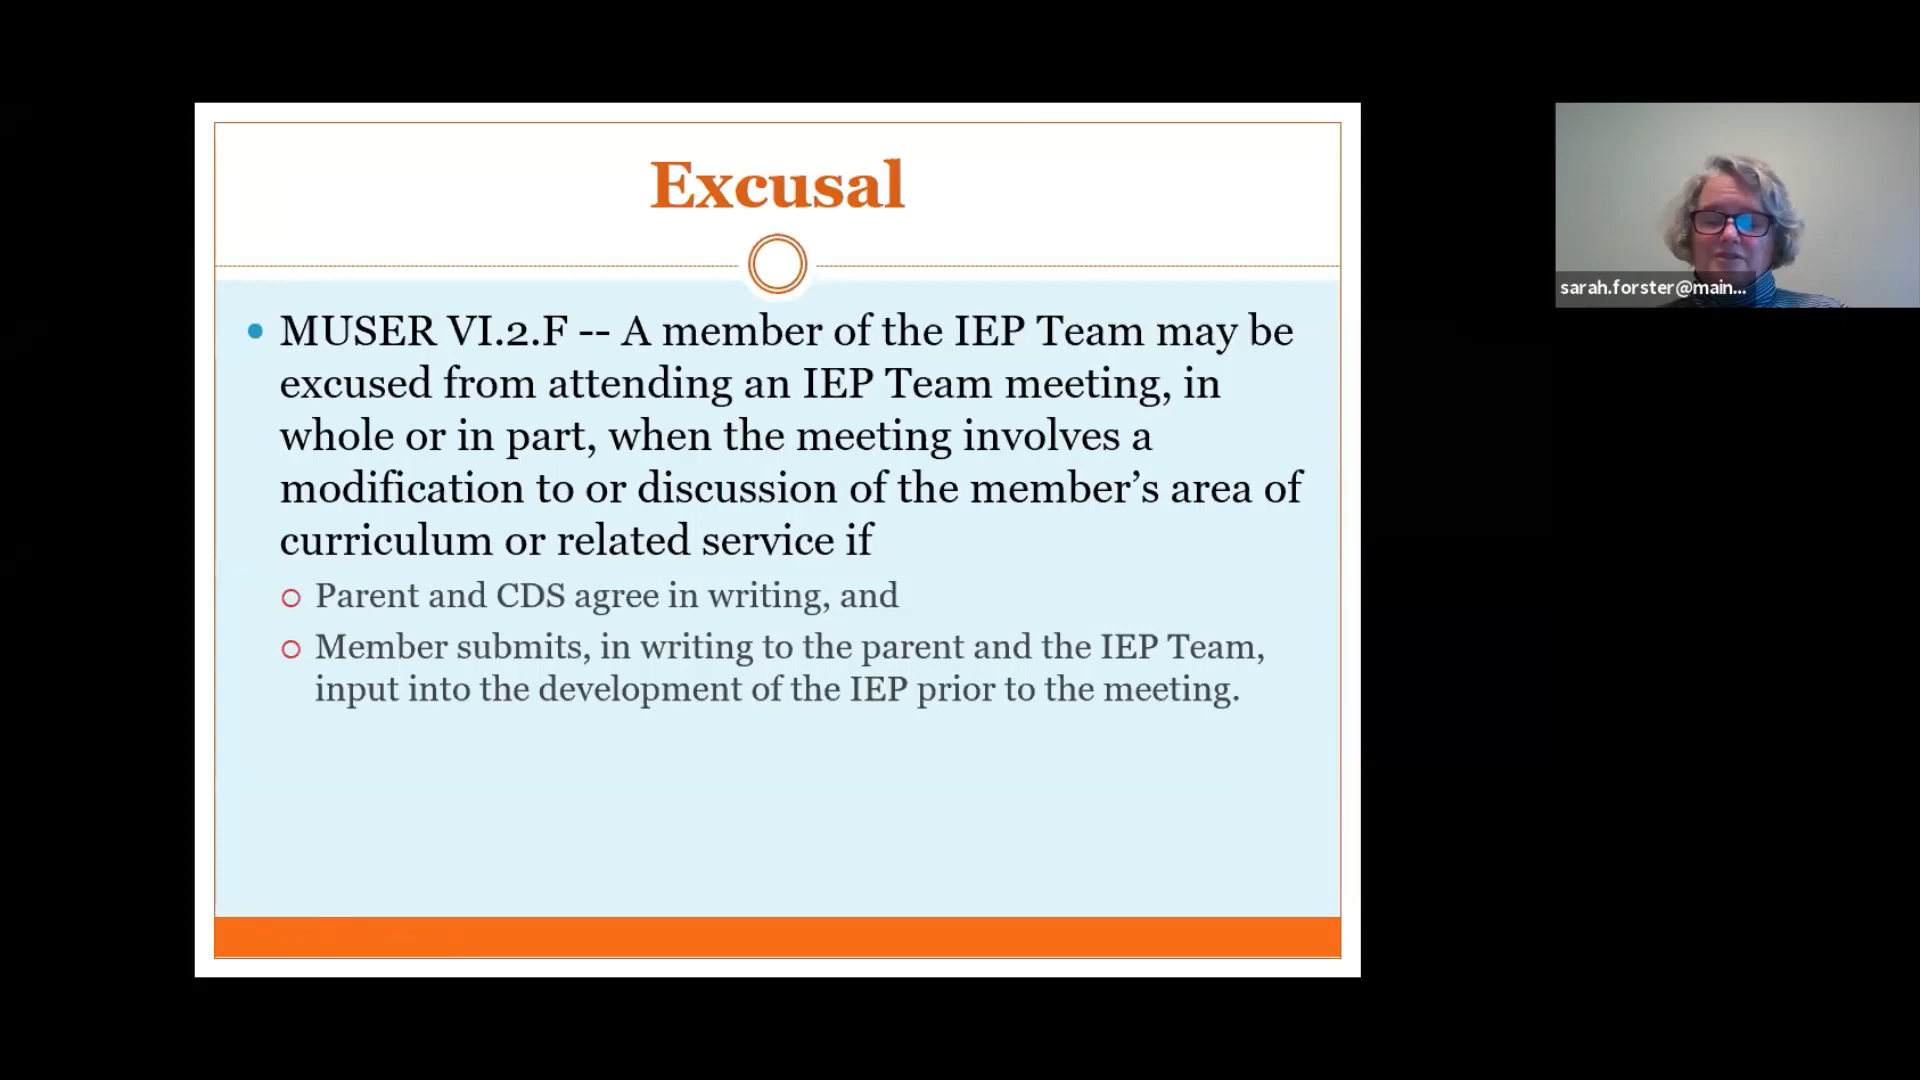 Excusal
MUSER VI.2.F -- A member of the IEP Team may be
excused from attending an IEP Team meeting, in
whole or in part, when the meeting involves a
modification to or discussion of the member’s area of
curriculum or related service if
Parent and CDS agree in writing, and
Member submits, in writing to the parent and the IEP Team,
input into the development of the IEP prior to the meeting.
sarah.forster@main...